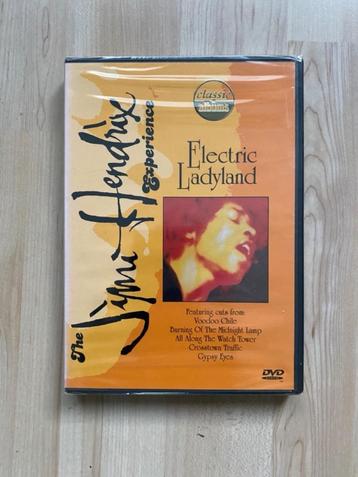 The Jimi Hendrix
Experience
classic
albums
Electric
Ladyland
Featuring cuts from:
Voodoo Chile
Burning Of The Midnight Lamp
All Along The Watch Tower
Crosstown Traffic
Gypsy Eyes
DVD